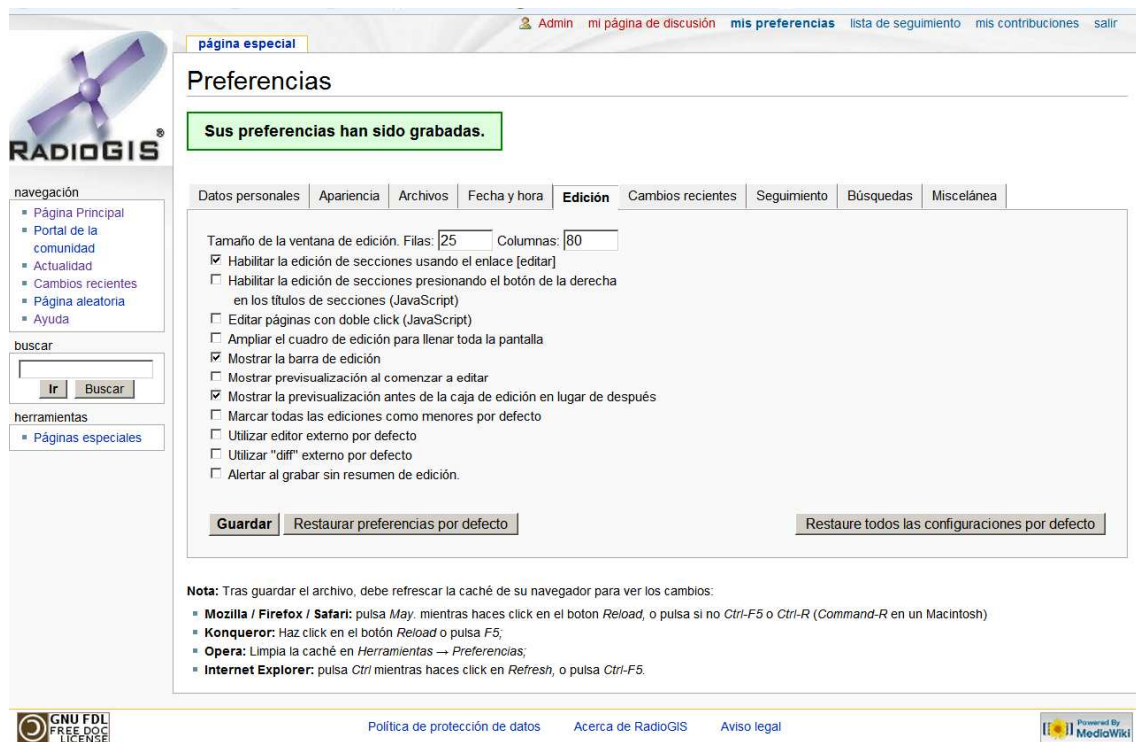 Admin mi página de discusión mis preferencias lista de seguimiento mis contribuciones salir
página especial
Preferencias
Sus preferencias han sido grabadas.
RADIOGIS®
navegación
Página Principal
Portal de la
comunidad
Actualidad
Cambios recientes
Página aleatoria
Ayuda
buscar
Ir Buscar
herramientas
Páginas especiales
Datos personales Apariencia Archivos Fecha y hora Edición Cambios recientes Seguimiento Búsquedas Miscelánea
Tamaño de la ventana de edición. Filas: 25 Columnas: 80
Habilitar la edición de secciones usando el enlace [editar]
Habilitar la edición de secciones presionando el botón de la derecha
en los títulos de secciones (JavaScript)
Editar páginas con doble click (JavaScript)
Ampliar el cuadro de edición para llenar toda la pantalla
Mostrar la barra de edición
Mostrar previsualización al comenzar a editar
Mostrar la previsualización antes de la caja de edición en lugar de después
Marcar todas las ediciones como menores por defecto
Utilizar editor externo por defecto
Utilizar "diff" externo por defecto
Alertar al grabar sin resumen de edición.
Guardar Restaurar preferencias por defecto Restaure todos las configuraciones por defecto
Nota: Tras guardar el archivo, debe refrescar la caché de su navegador para ver los cambios:
Mozilla / Firefox / Safari: pulsa May. mientras haces click en el boton Reload, o pulsa si no Ctrl-F5 o Ctrl-R (Command-R en un Macintosh)
Konqueror: Haz click en el botón Reload o pulsa F5;
Opera: Limpia la caché en Herramientas → Preferencias;
Internet Explorer: pulsa Ctrl mientras haces click en Refresh, o pulsa Ctrl-F5.
GNU FDL
FREE DOC
LICENSE
Política de protección de datos Acerca de RadioGIS Aviso legal
Powered By
MediaWiki